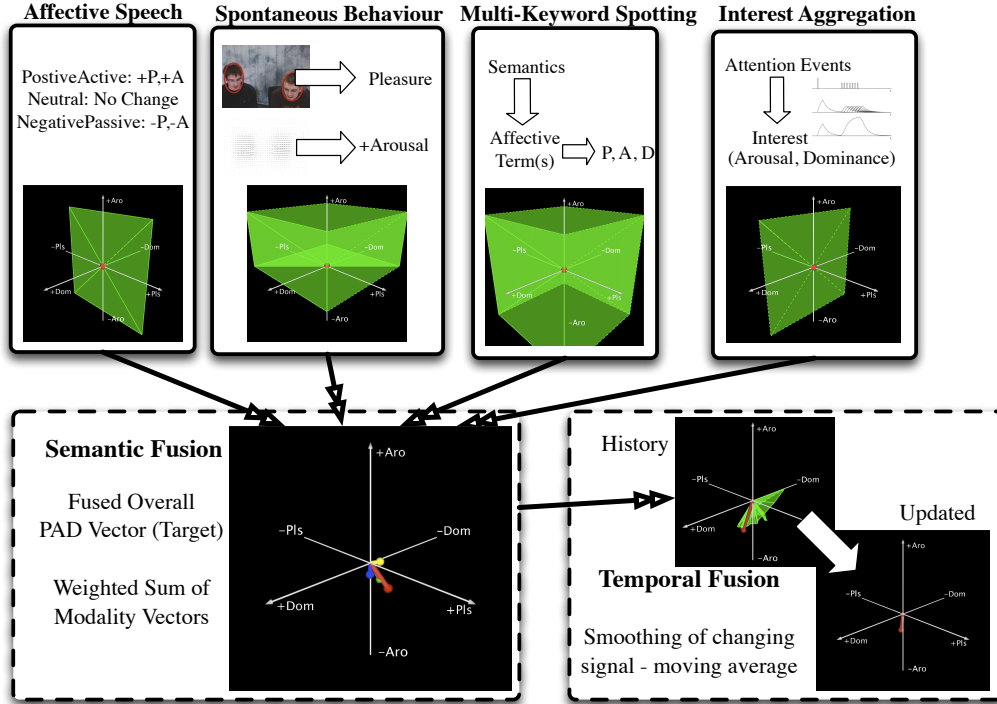 Affective Speech
PostiveActive: +P,+A
Neutral: No Change
NegativePassive: -P,-A
+Aro
-Pls
-Dom
+Dom
+Pls
-Aro
Spontaneous Behaviour
Pleasure
+Arousal
+Aro
-Pls
-Dom
+Dom
+Pls
-Aro
Multi-Keyword Spotting
Semantics
Affective
Term(s)
P, A, D
+Aro
-Pls
-Dom
+Dom
+Pls
-Aro
Interest Aggregation
Attention Events
Interest
(Arousal, Dominance)
+Aro
-Pls
-Dom
+Dom
+Pls
-Aro
Semantic Fusion
Fused Overall
PAD Vector (Target)
Weighted Sum of
Modality Vectors
+Aro
-Pls
-Dom
+Dom
+Pls
-Aro
History
+Aro
-Pls
-Dom
+Dom
+Pls
-Aro
Updated
Temporal Fusion
Smoothing of changing
signal - moving average
+Aro
-Pls
-Dom
+Dom
+Pls
-Aro